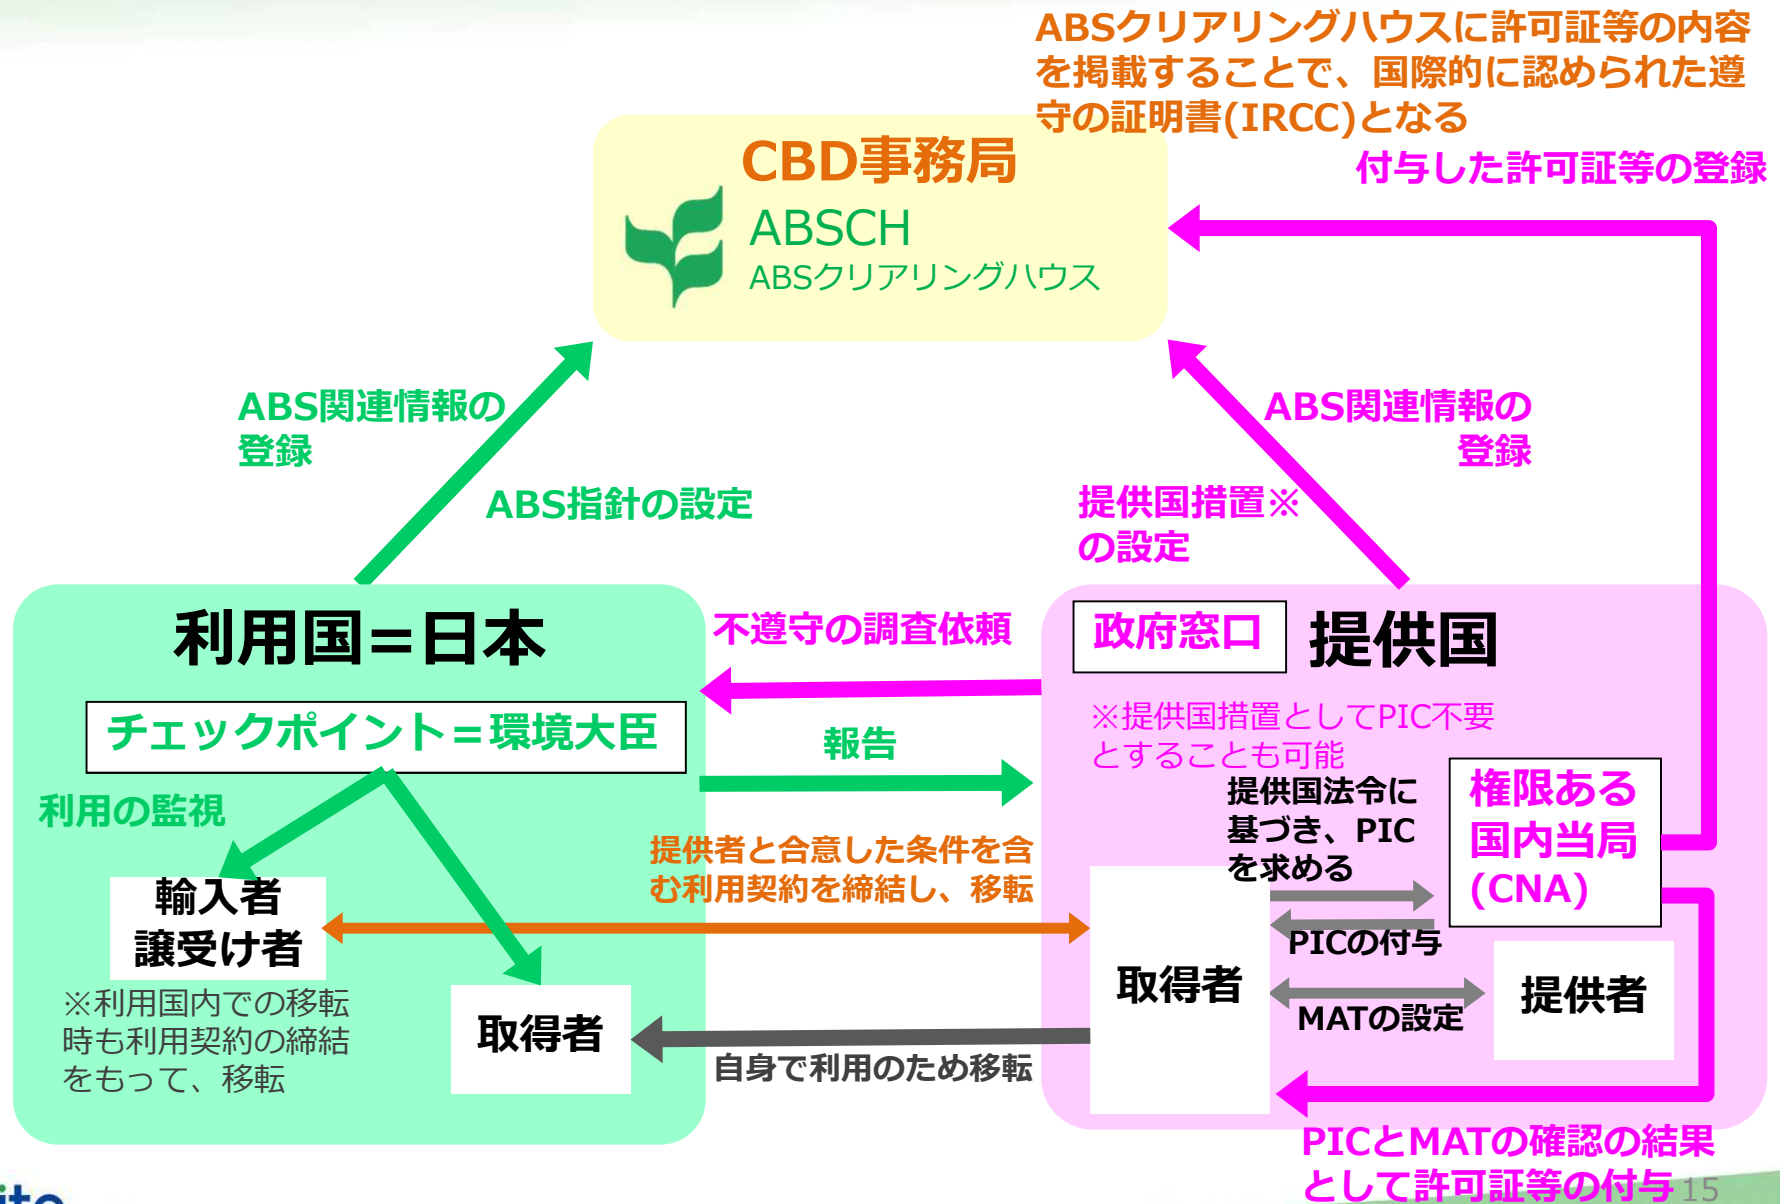 ABSクリアリングハウスに許可証等の内容
を掲載することで、国際的に認められた遵
守の証明書(IRCC)となる
付与した許可証等の登録
CBD事務局
ABSCH
ABSクリアリングハウス
ABS関連情報の
登録
ABS指針の設定
ABS関連情報の
登録
提供国措置※
の設定
利用国=日本
チェックポイント＝環境大臣
利用の監視
輸入者
譲受け者
※利用国内での移転
時も利用契約の締結
をもって、移転
取得者
不遵守の調査依頼
報告
提供者と合意した条件を含
む利用契約を締結し、移転
自身で利用のため移転
政府窓口
提供国
※提供国措置としてPIC不要
とすることも可能
提供国法令に
基づき、PIC
を求める
権限ある
国内当局
(CNA)
PICの付与
取得者
MATの設定
提供者
PICとMATの確認の結果
として許可証等の付与
15